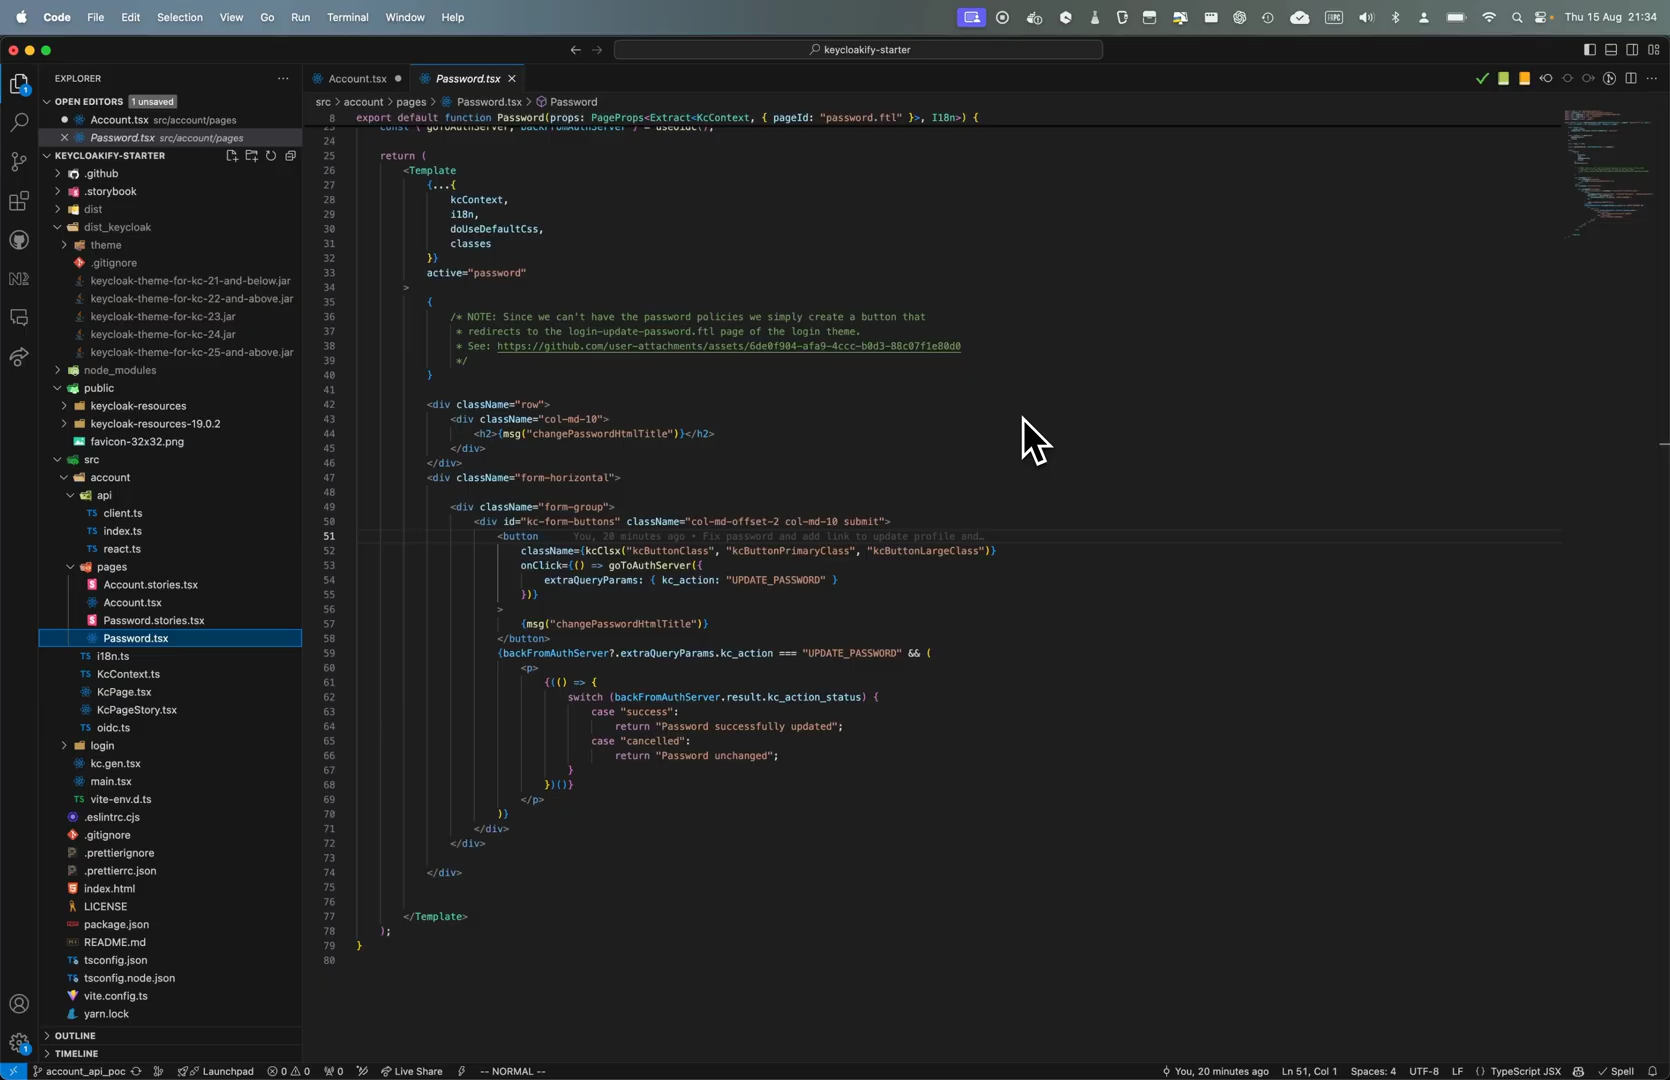 Code File Edit Selection View Go Run Terminal Window Help
Thu 15 Aug 21:34
keycloakify-starter
EXPLORER
OPEN EDITORS 1 unsaved
Account.tsx src/account/pages
Password.tsx src/account/pages
KEYCLOAKIFY-STARTER
.github
.storybook
dist
dist_keycloak
theme
.gitignore
keycloak-theme-for-kc-21-and-below.jar
keycloak-theme-for-kc-22-and-above.jar
keycloak-theme-for-kc-23.jar
keycloak-theme-for-kc-24.jar
keycloak-theme-for-kc-25-and-above.jar
node_modules
public
keycloak-resources
keycloak-resources-19.0.2
favicon-32x32.png
src
account
api
client.ts
index.ts
react.ts
pages
Account.stories.tsx
Account.tsx
Password.stories.tsx
Password.tsx
i18n.ts
KcContext.ts
KcPage.tsx
KcPageStory.tsx
oidc.ts
login
kc.gen.tsx
main.tsx
vite-env.d.ts
.eslintrc.cjs
.gitignore
.prettierignore
.prettierrc.json
index.html
LICENSE
package.json
README.md
tsconfig.json
tsconfig.node.json
vite.config.ts
yarn.lock
OUTLINE
TIMELINE
Account.tsx
Password.tsx
src > account > pages > Password.tsx > Password
8 export default function Password(props: PageProps<Extract<KcContext, { pageId: "password.ftl" }>, I18n>) {
23 const { goToAuthServer, backFromAuthServer } = useOidc();
24
25 return (
26 <Template
27 {...{
28 kcContext,
29 i18n,
30 doUseDefaultCss,
31 classes
32 }}
33 active="password"
34 >
35 {
36 /* NOTE: Since we can't have the password policies we simply create a button that
37 * redirects to the login-update-password.ftl page of the login theme.
38 * See: https://github.com/user-attachments/assets/6de0f904-afa9-4ccc-b0d3-88c07f1e80d0
39 */
40 }
41
42 <div className="row">
43 <div className="col-md-10">
44 <h2>{msg("changePasswordHtmlTitle")}</h2>
45 </div>
46 </div>
47 <div className="form-horizontal">
48
49 <div className="form-group">
50 <div id="kc-form-buttons" className="col-md-offset-2 col-md-10 submit">
51 <button You, 20 minutes ago • Fix password and add link to update profile and…
52 className={kcClsx("kcButtonClass", "kcButtonPrimaryClass", "kcButtonLargeClass")}
53 onClick={() => goToAuthServer({
54 extraQueryParams: { kc_action: "UPDATE_PASSWORD" }
55 })}
56 >
57 {msg("changePasswordHtmlTitle")}
58 </button>
59 {backFromAuthServer?.extraQueryParams.kc_action === "UPDATE_PASSWORD" && (
60 <p>
61 {(() => {
62 switch (backFromAuthServer.result.kc_action_status) {
63 case "success":
64 return "Password successfully updated";
65 case "cancelled":
66 return "Password unchanged";
67 }
68 })()}
69 </p>
70 )}
71 </div>
72 </div>
73
74 </div>
75
76
77 </Template>
78 );
79 }
80
account_api_poc Launchpad 0 0 0 Live Share -- NORMAL --
You, 20 minutes ago Ln 51, Col 1 Spaces: 4 UTF-8 LF {} TypeScript JSX Spell